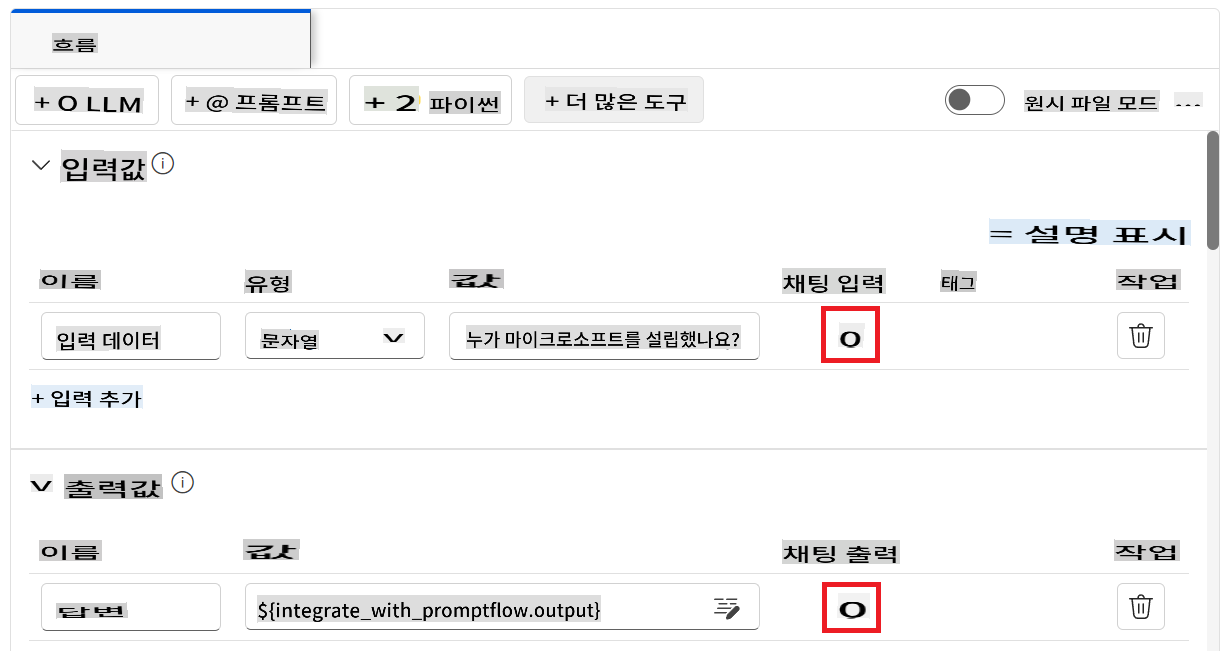 흐름
+ O LLM + @ 프롬프트 + 2 파이썬 + 더 많은 도구 원시 파일 모드 ...
입력값
= 설명 표시
이름 유형 값 채팅 입력 태그 작업
입력 데이터 문자열 누가 마이크로소프트를 설립했나요? O
+ 입력 추가
출력값
이름 값 채팅 출력 작업
답변 ${integrate_with_promptflow.output} O